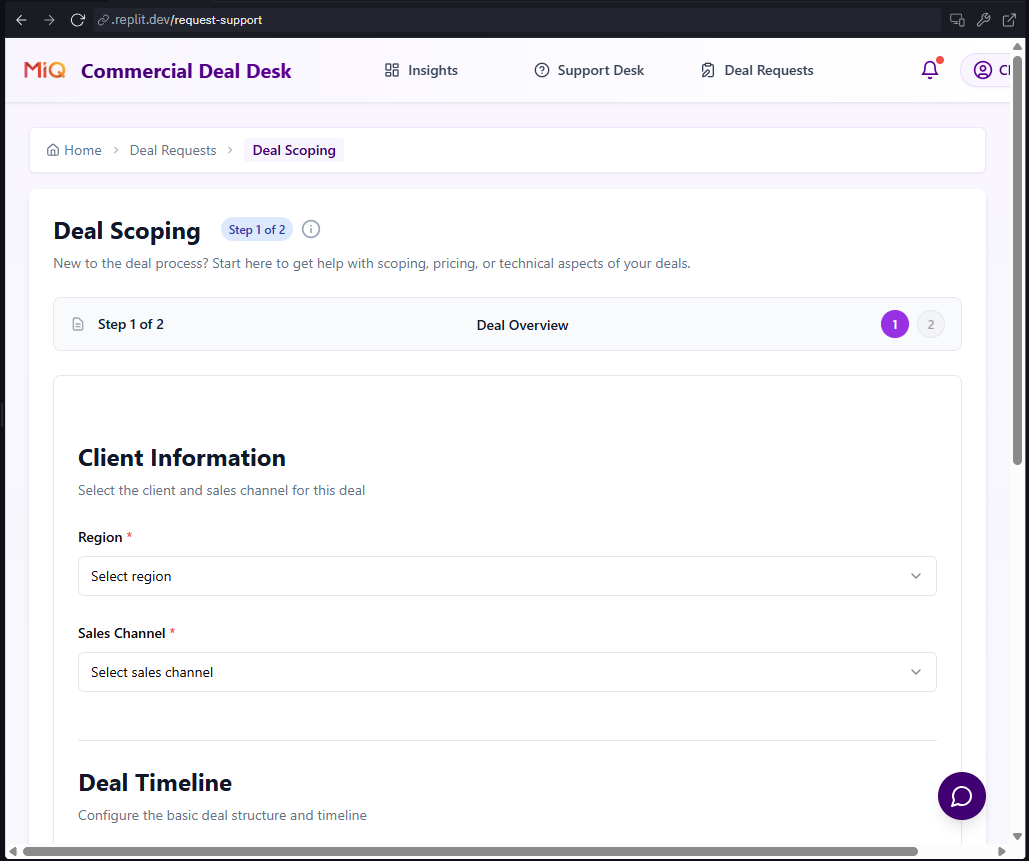 .replit.dev/request-support
MiQ Commercial Deal Desk Insights Support Desk Deal Requests
Home > Deal Requests > Deal Scoping
Deal Scoping Step 1 of 2
New to the deal process? Start here to get help with scoping, pricing, or technical aspects of your deals.
Step 1 of 2 Deal Overview 1 2
Client Information
Select the client and sales channel for this deal
Region *
Select region
Sales Channel *
Select sales channel
Deal Timeline
Configure the basic deal structure and timeline